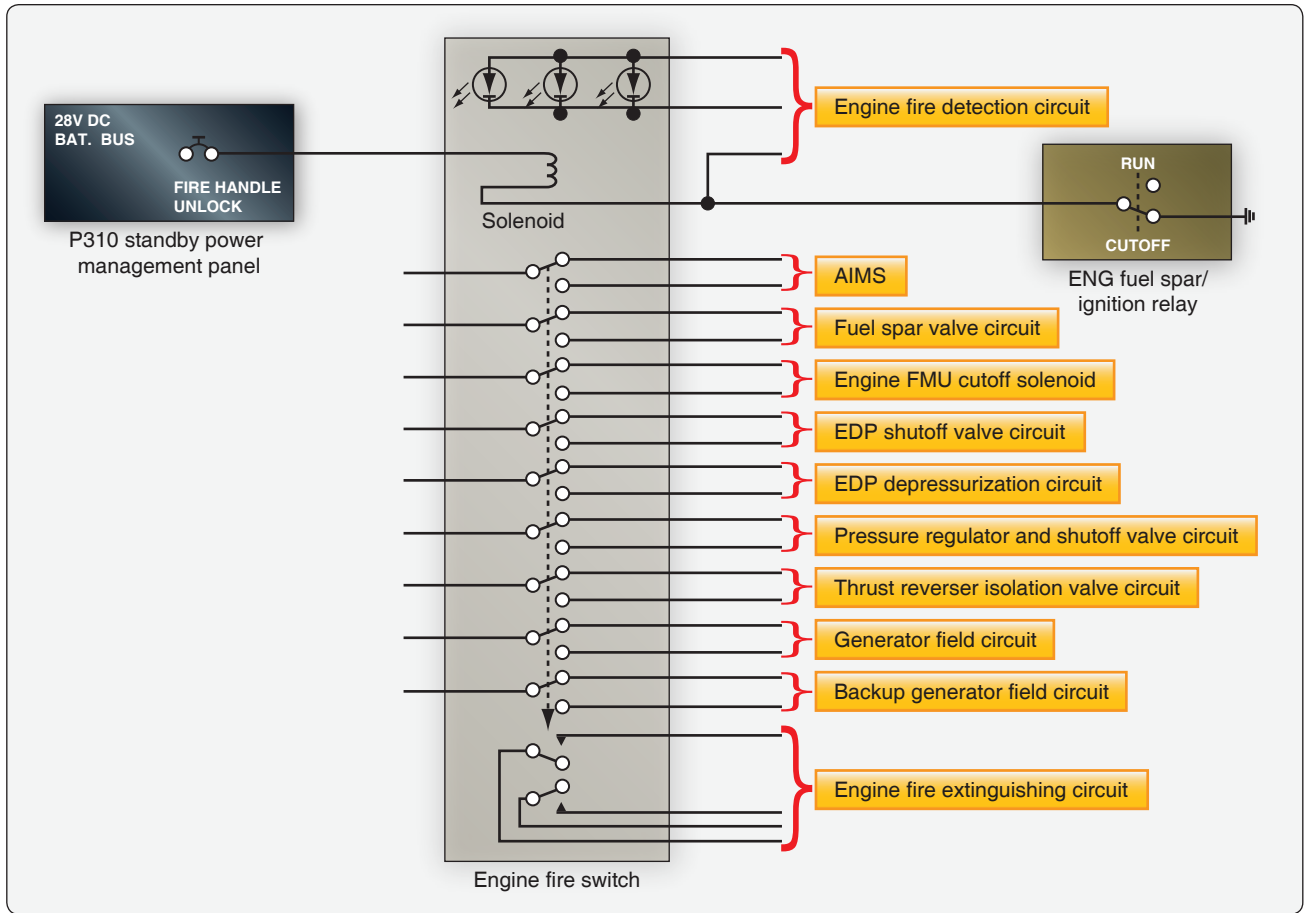 28V DC
BAT. BUS
FIRE HANDLE
UNLOCK
P310 standby power
management panel
Solenoid
Engine fire detection circuit
RUN
CUTOFF
ENG fuel spar/
ignition relay
AIMS
Fuel spar valve circuit
Engine FMU cutoff solenoid
EDP shutoff valve circuit
EDP depressurization circuit
Pressure regulator and shutoff valve circuit
Thrust reverser isolation valve circuit
Generator field circuit
Backup generator field circuit
Engine fire extinguishing circuit
Engine fire switch